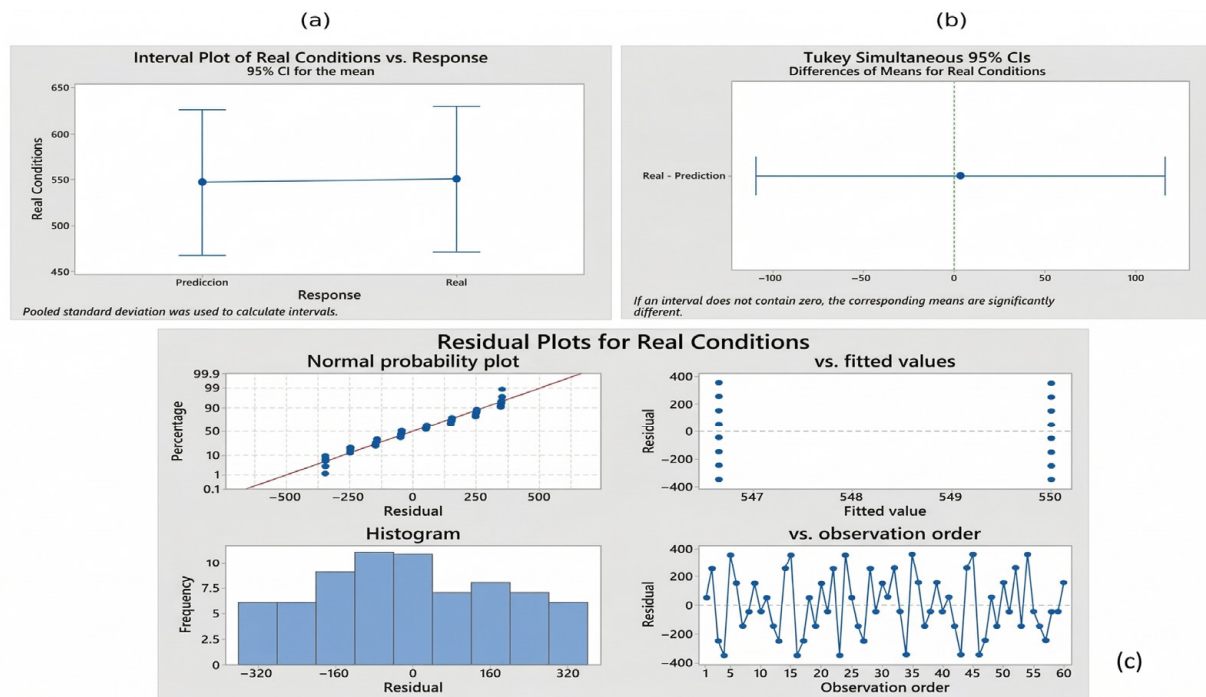 (a)
(b)
Interval Plot of Real Conditions vs. Response
95% CI for the mean
650
600
550
500
450
Real Conditions
Prediccion
Real
Response
Pooled standard deviation was used to calculate intervals.
Tukey Simultaneous 95% CIs
Differences of Means for Real Conditions
Real - Prediction
−100
−50
0
50
100
If an interval does not contain zero, the corresponding means are significantly
different.
Residual Plots for Real Conditions
Normal probability plot
99.9
99
90
50
10
1
0.1
Percentage
−500
−250
0
250
500
Residual
vs. fitted values
400
200
0
−200
−400
Residual
547
548
549
550
Fitted value
Histogram
10
7.5
5
2.5
0
Frequency
−320
−160
0
160
320
Residual
vs. observation order
400
200
0
−200
−400
Residual
1
5
10
15
20
25
30
35
40
45
50
55
60
Observation order
(c)